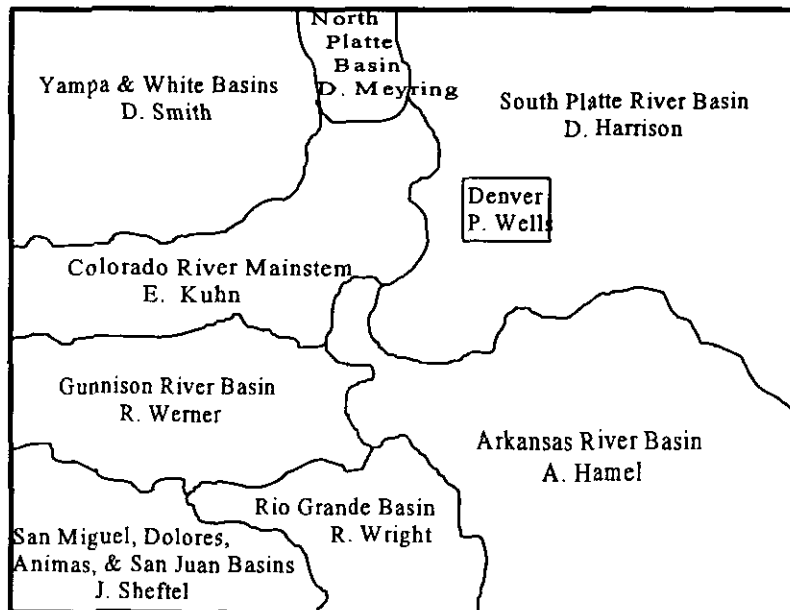 North
Platte
Basin
D. Meyring
Yampa & White Basins
D. Smith
South Platte River Basin
D. Harrison
Denver
P. Wells
Colorado River Mainstem
E. Kuhn
Gunnison River Basin
R. Werner
Arkansas River Basin
A. Hamel
Rio Grande Basin
R. Wright
San Miguel, Dolores,
Animas, & San Juan Basins
J. Sheftel